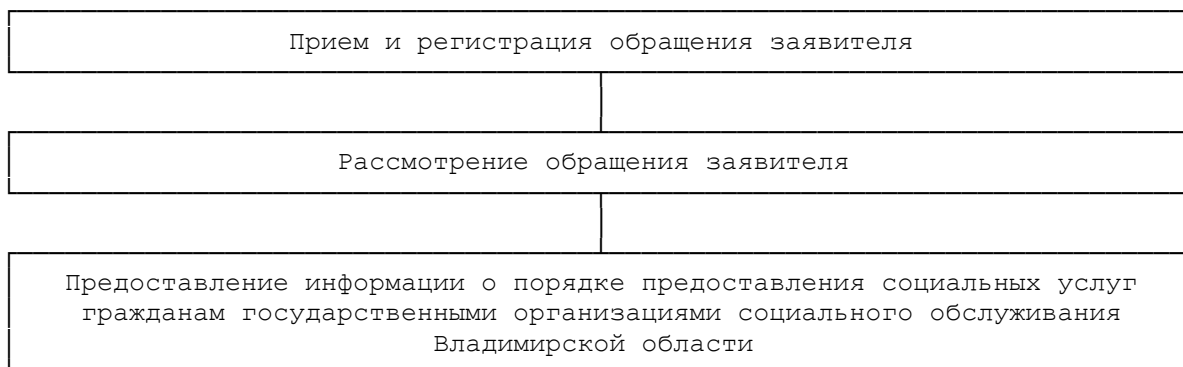 Прием и регистрация обращения заявителя
Рассмотрение обращения заявителя
Предоставление информации о порядке предоставления социальных услуг
гражданам государственными организациями социального обслуживания
Владимирской области